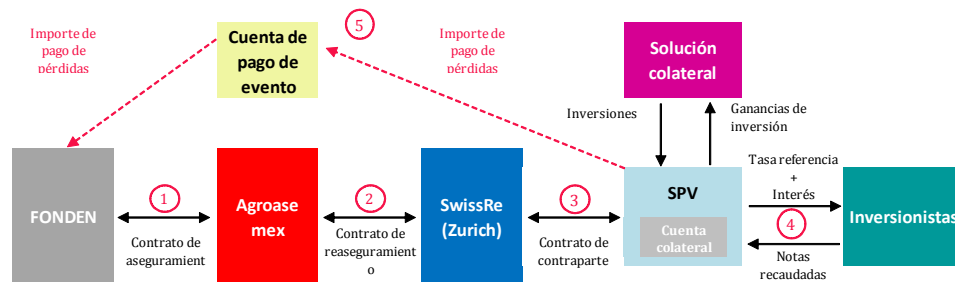 Importe de
pago de
pérdidas
Cuenta de
pago de
evento
5
Importe de
pago de
pérdidas
Solución
colateral
Inversiones
Ganancias de
inversión
FONDEN
1
Contrato de
aseguramient
Agroase
mex
2
Contrato de
reaseguramient
o
SwissRe
(Zurich)
3
Contrato de
contraparte
SPV
Cuenta
colateral
Tasa referencia
+
Interés
4
Notas
recaudadas
Inversionistas